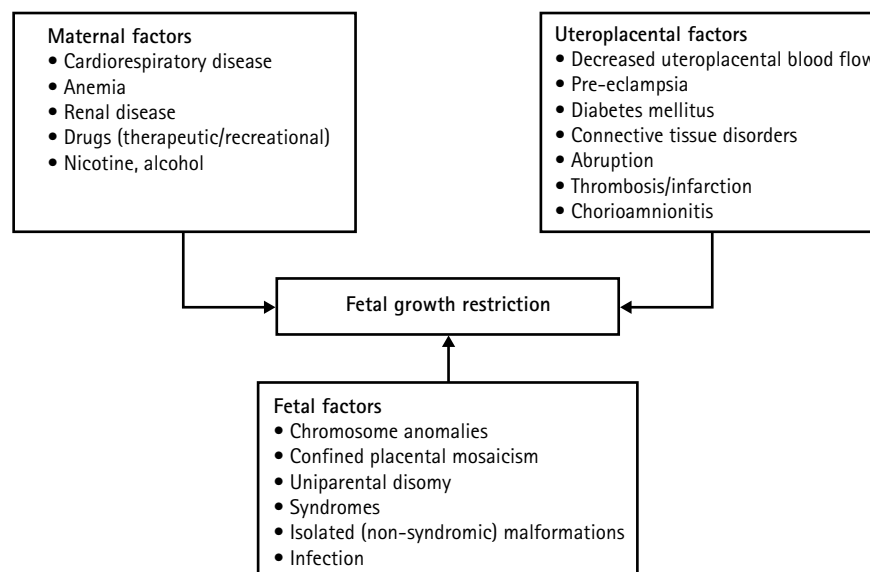 Maternal factors
• Cardiorespiratory disease
• Anemia
• Renal disease
• Drugs (therapeutic/recreational)
• Nicotine, alcohol
Uteroplacental factors
• Decreased uteroplacental blood flow
• Pre-eclampsia
• Diabetes mellitus
• Connective tissue disorders
• Abruption
• Thrombosis/infarction
• Chorioamnionitis
Fetal growth restriction
Fetal factors
• Chromosome anomalies
• Confined placental mosaicism
• Uniparental disomy
• Syndromes
• Isolated (non-syndromic) malformations
• Infection